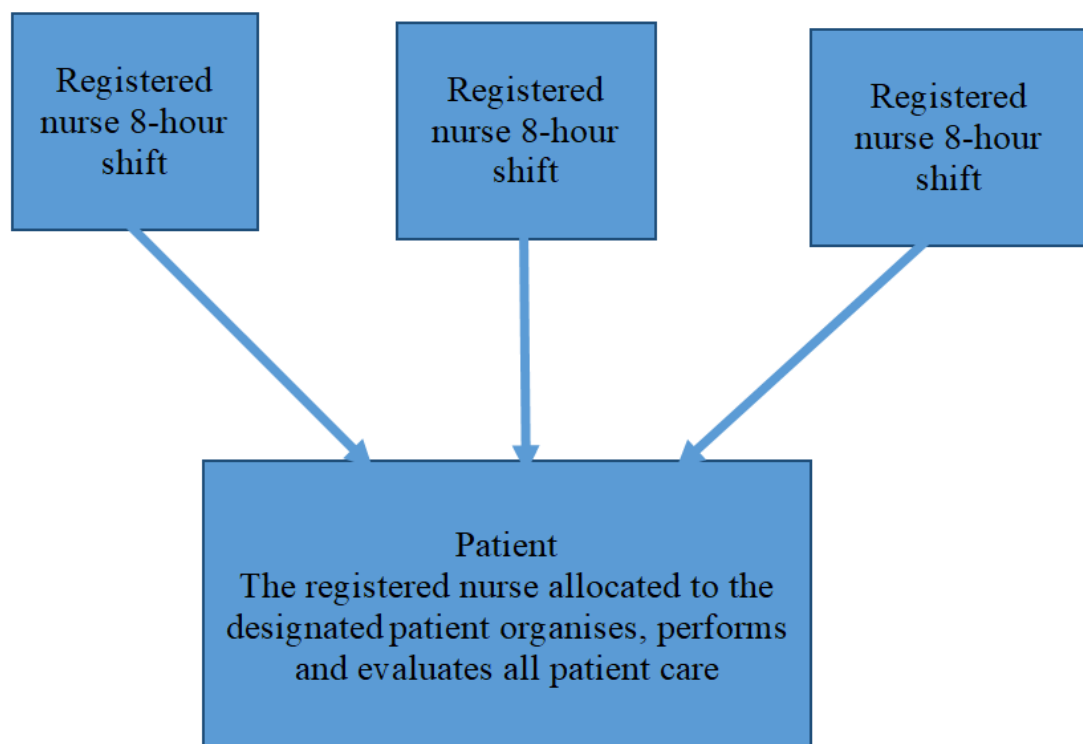 Registered
nurse 8-hour
shift
Registered
nurse 8-hour
shift
Registered
nurse 8-hour
shift
Patient
The registered nurse allocated to the
designated patient organises, performs
and evaluates all patient care